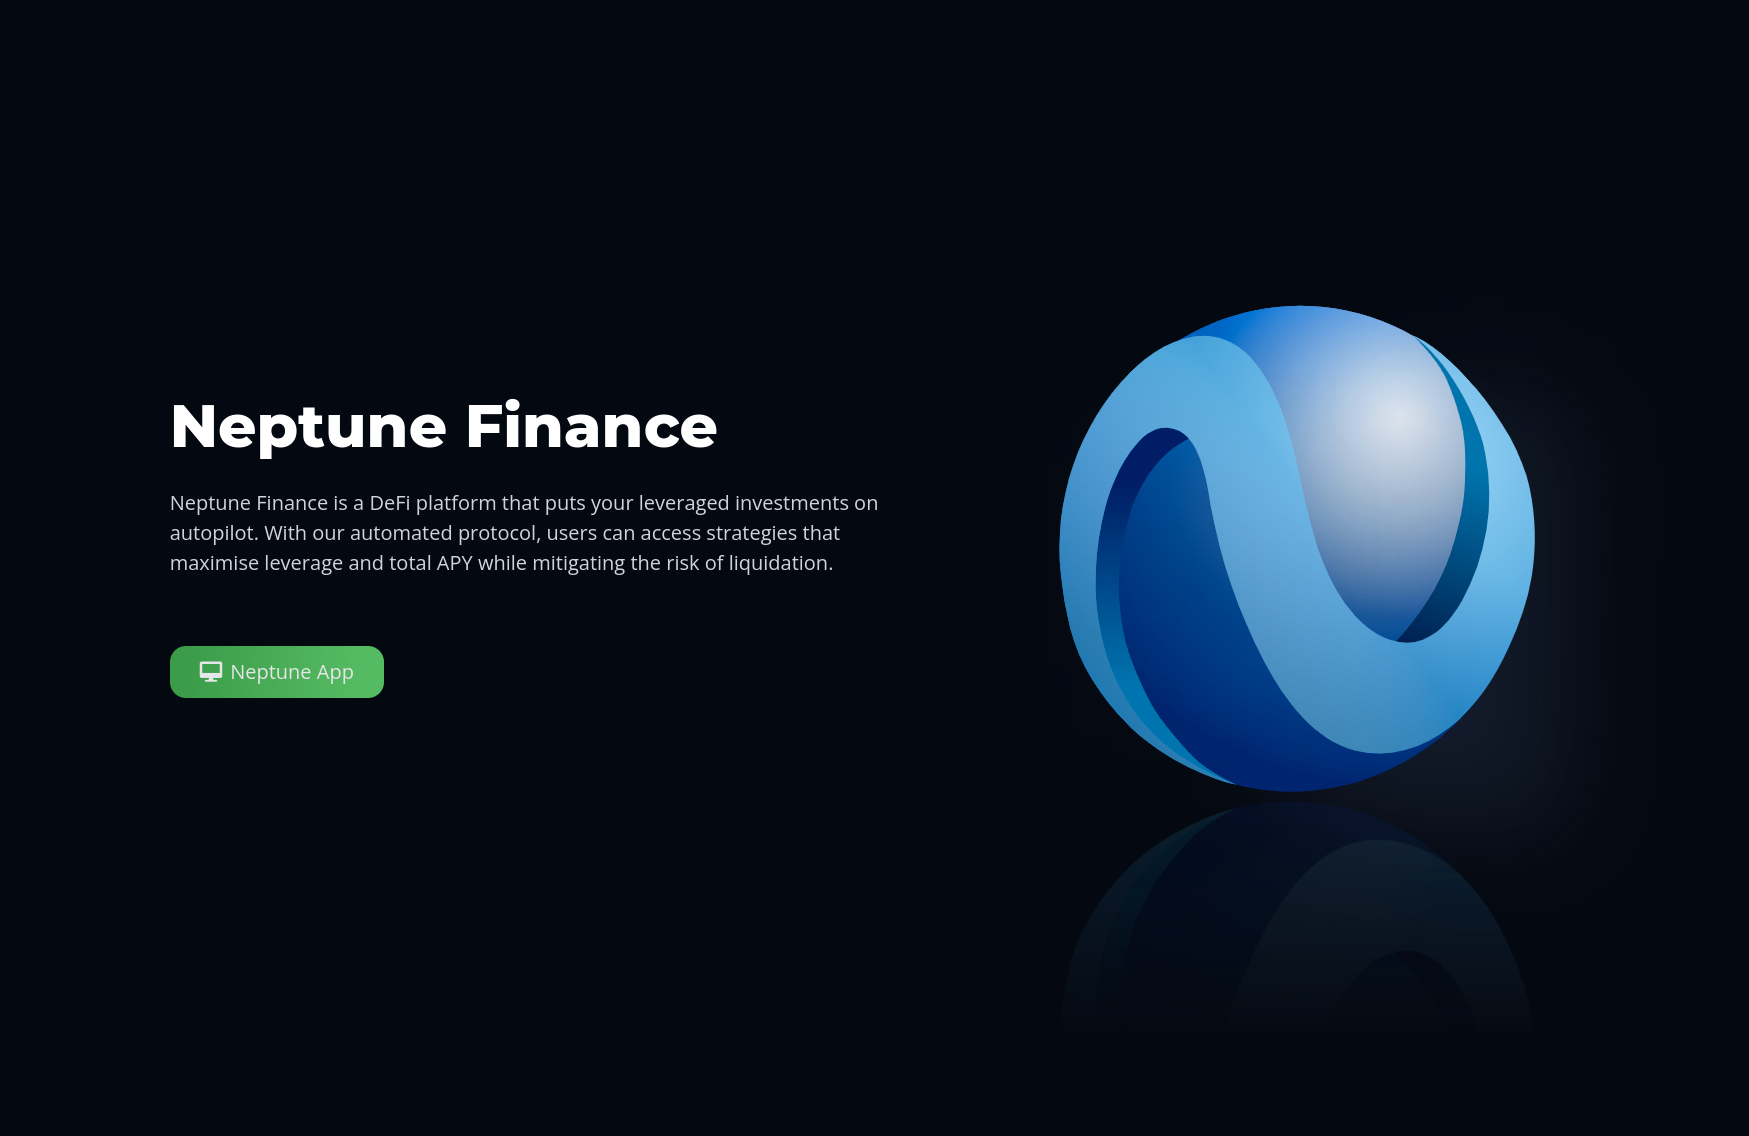 Neptune Finance
Neptune Finance is a DeFi platform that puts your leveraged investments on
autopilot. With our automated protocol, users can access strategies that
maximise leverage and total APY while mitigating the risk of liquidation.
Neptune App